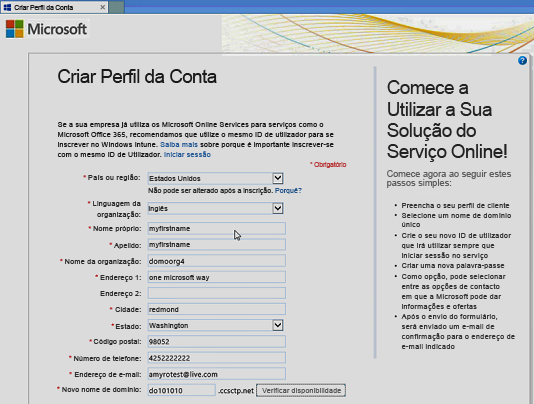 Criar Perfil da Conta
Microsoft
Criar Perfil da Conta
Se a sua empresa já utiliza os Microsoft Online Services para serviços como o
Microsoft Office 365, recomendamos que utilize o mesmo ID de utilizador para se
inscrever no Windows Intune. Saiba mais sobre porque é importante inscrever-se
com o mesmo ID de Utilizador. Iniciar sessão
* Obrigatório
* País ou região: Estados Unidos
Não pode ser alterado após a inscrição. Porquê?
* Linguagem da
organização: Inglês
* Nome próprio: myfirstname
* Apelido: myfirstname
* Nome da organização: domoorg4
* Endereço 1: one microsoft way
Endereço 2:
* Cidade: redmond
* Estado: Washington
* Código postal: 98052
* Número de telefone: 4252222222
* Endereço de e-mail: amyrotest@live.com
* Novo nome de domínio: do101010 .ccsctp.net Verificar disponibilidade
?
Comece a
Utilizar a Sua
Solução do
Serviço Online!
Comece agora ao seguir estes
passos simples:
• Preencha o seu perfil de cliente
• Selecione um nome de domínio
único
• Crie o seu novo ID de utilizador
que irá utilizar sempre que
iniciar sessão no serviço
• Criar uma nova palavra-passe
• Como opção, pode selecionar
entre as opções de contacto
em que a Microsoft pode dar
informações e ofertas
• Após o envio do formulário,
será enviado um e-mail de
confirmação para o endereço de
e-mail indicado